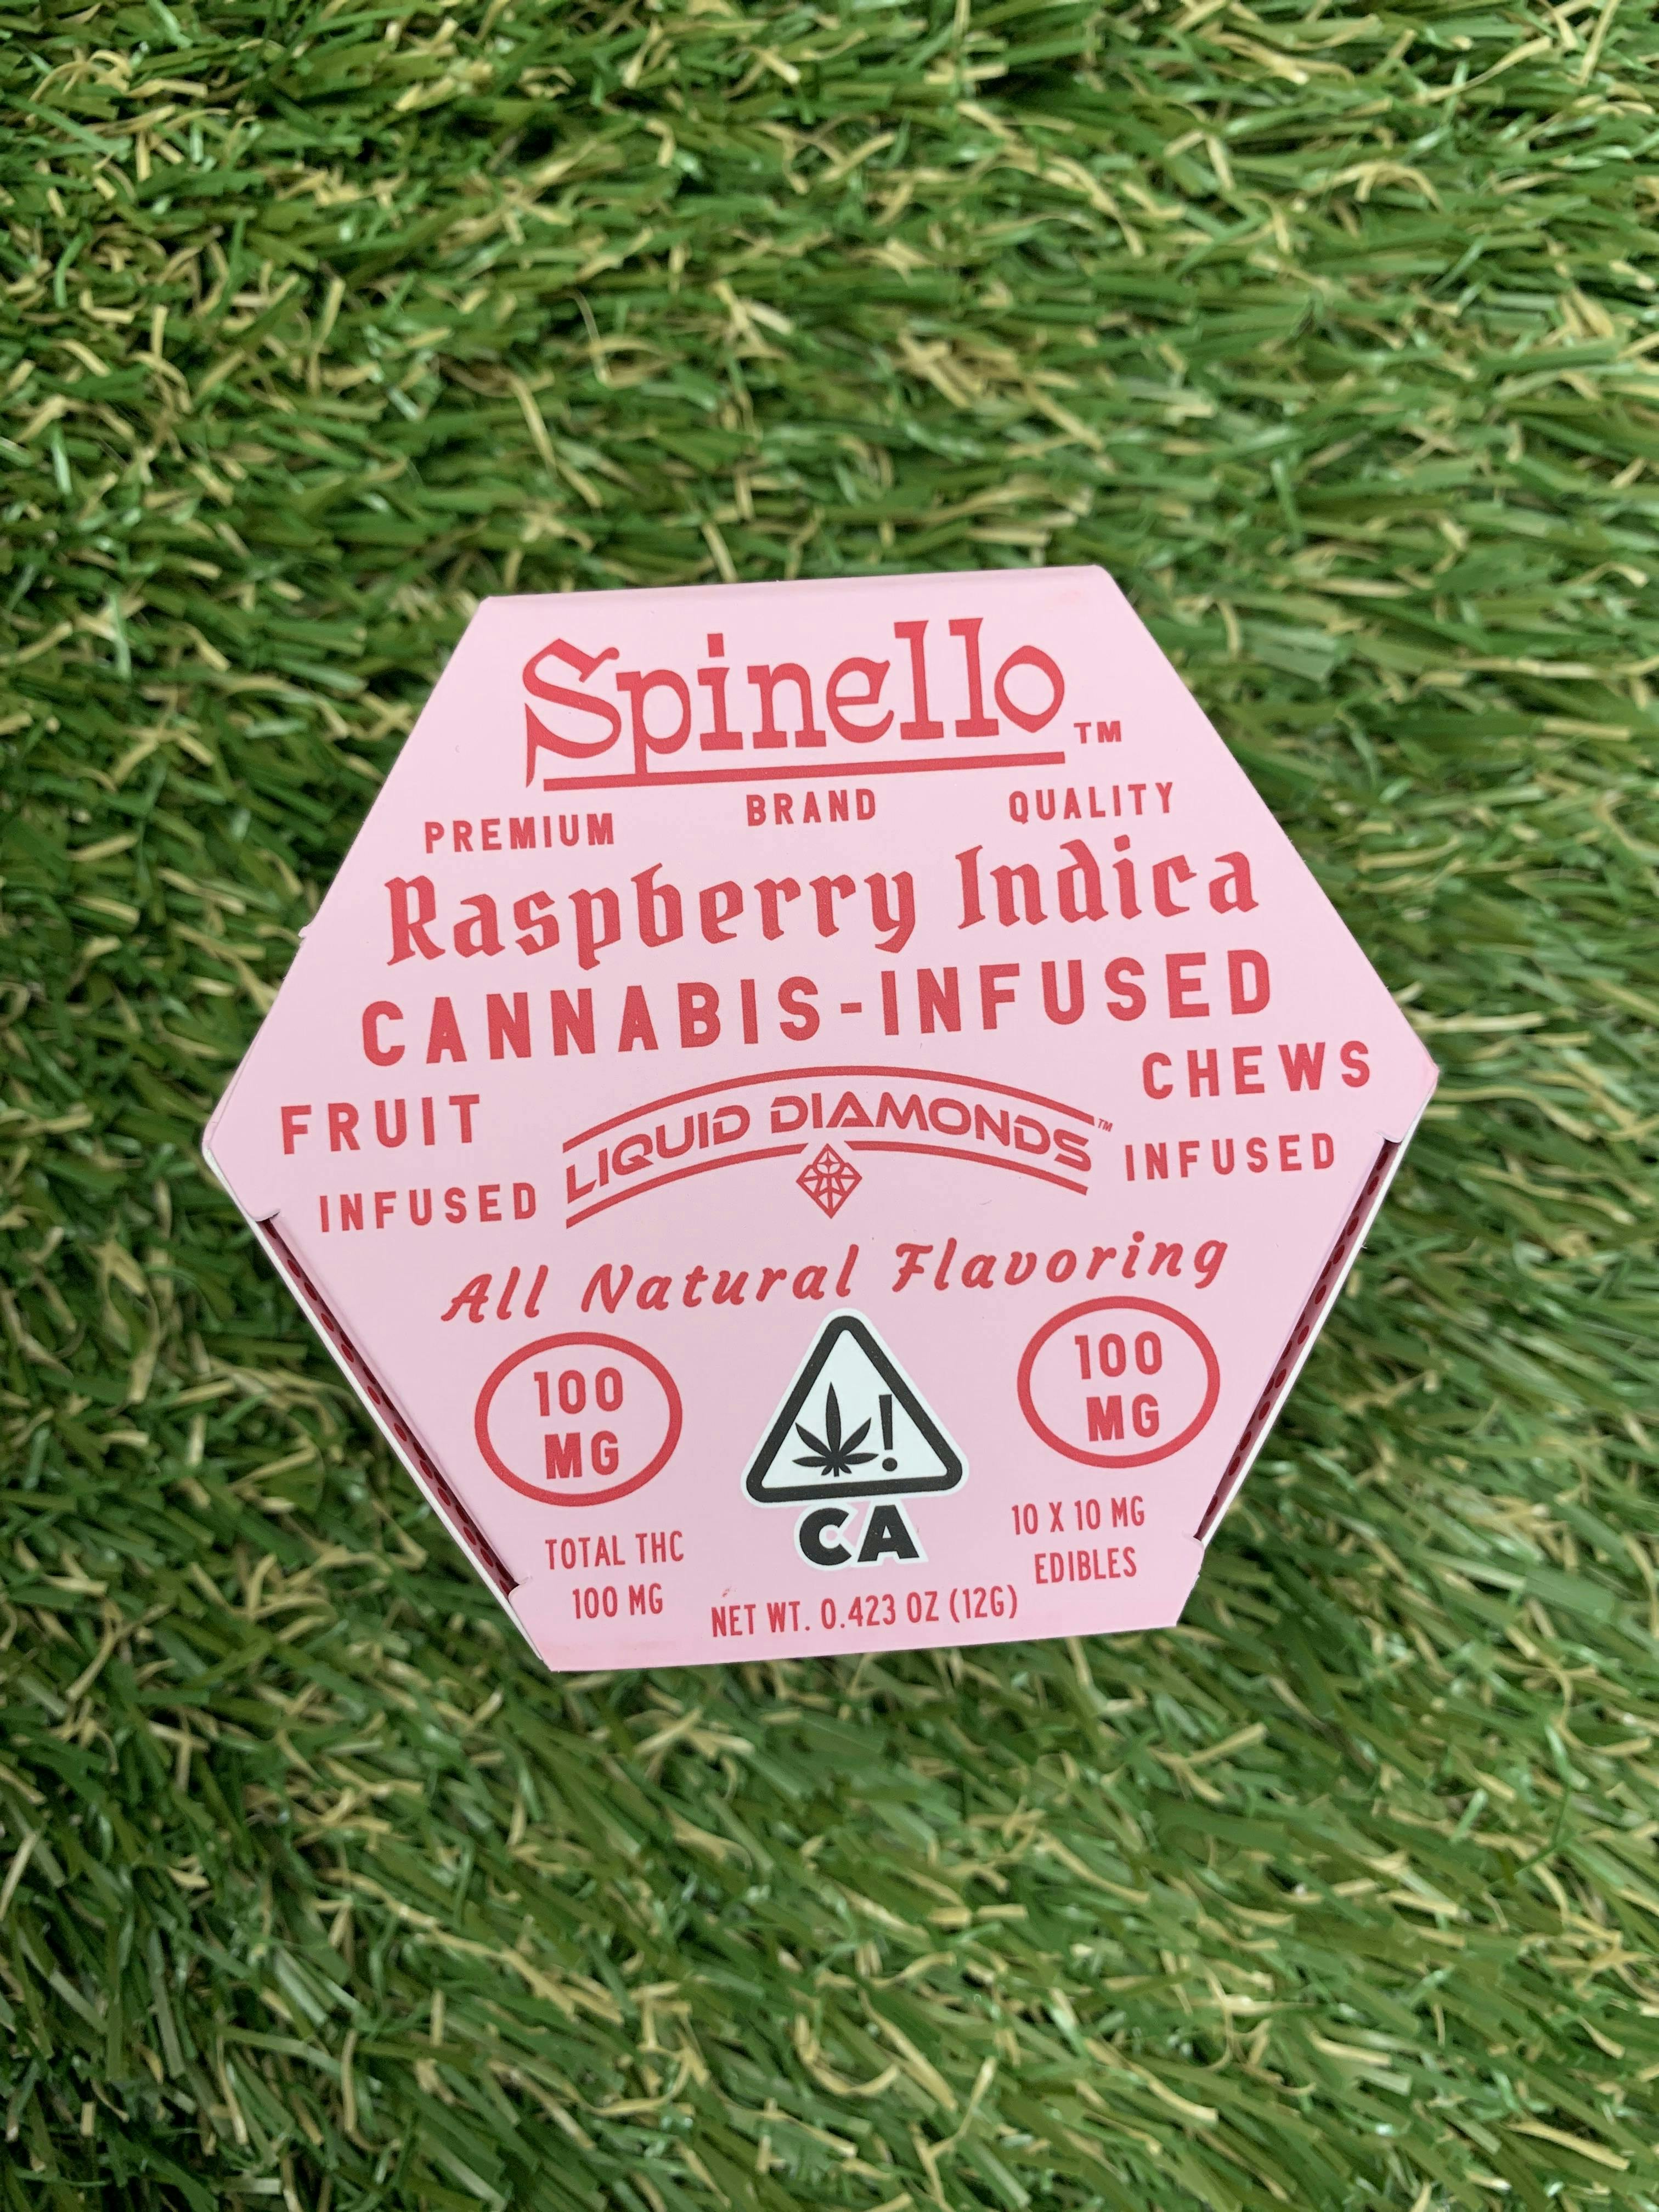 Spinello™
PREMIUM BRAND QUALITY
Raspberry Indica
CANNABIS-INFUSED
FRUIT CHEWS
INFUSED LIQUID DIAMONDS™ INFUSED
All Natural Flavoring
100 MG
100 MG
!
CA
TOTAL THC
100 MG
10 X 10 MG
EDIBLES
NET WT. 0.423 OZ (12G)